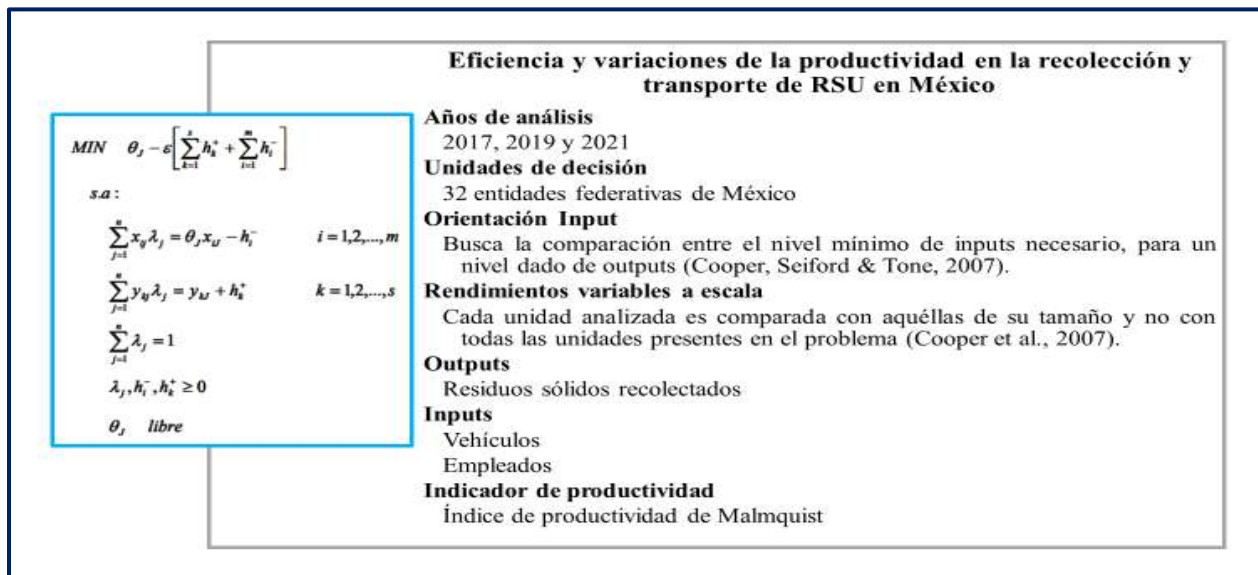 Eficiencia y variaciones de la productividad en la recolección y
transporte de RSU en México
MIN θ_J − ε[∑_{k=1}^{s} h_k^+ + ∑_{i=1}^{m} h_i^-]
s.a :
∑_{j=1}^{n} x_{ij} λ_j = θ_J x_{iJ} − h_i^- i = 1,2,...,m
∑_{j=1}^{n} y_{kj} λ_j = y_{kJ} + h_k^+ k = 1,2,...,s
∑_{j=1}^{n} λ_j = 1
λ_j, h_i^-, h_k^+ ≥ 0
θ_J libre
Años de análisis
2017, 2019 y 2021
Unidades de decisión
32 entidades federativas de México
Orientación Input
Busca la comparación entre el nivel mínimo de inputs necesario, para un
nivel dado de outputs (Cooper, Seiford & Tone, 2007).
Rendimientos variables a escala
Cada unidad analizada es comparada con aquéllas de su tamaño y no con
todas las unidades presentes en el problema (Cooper et al., 2007).
Outputs
Residuos sólidos recolectados
Inputs
Vehículos
Empleados
Indicador de productividad
Índice de productividad de Malmquist